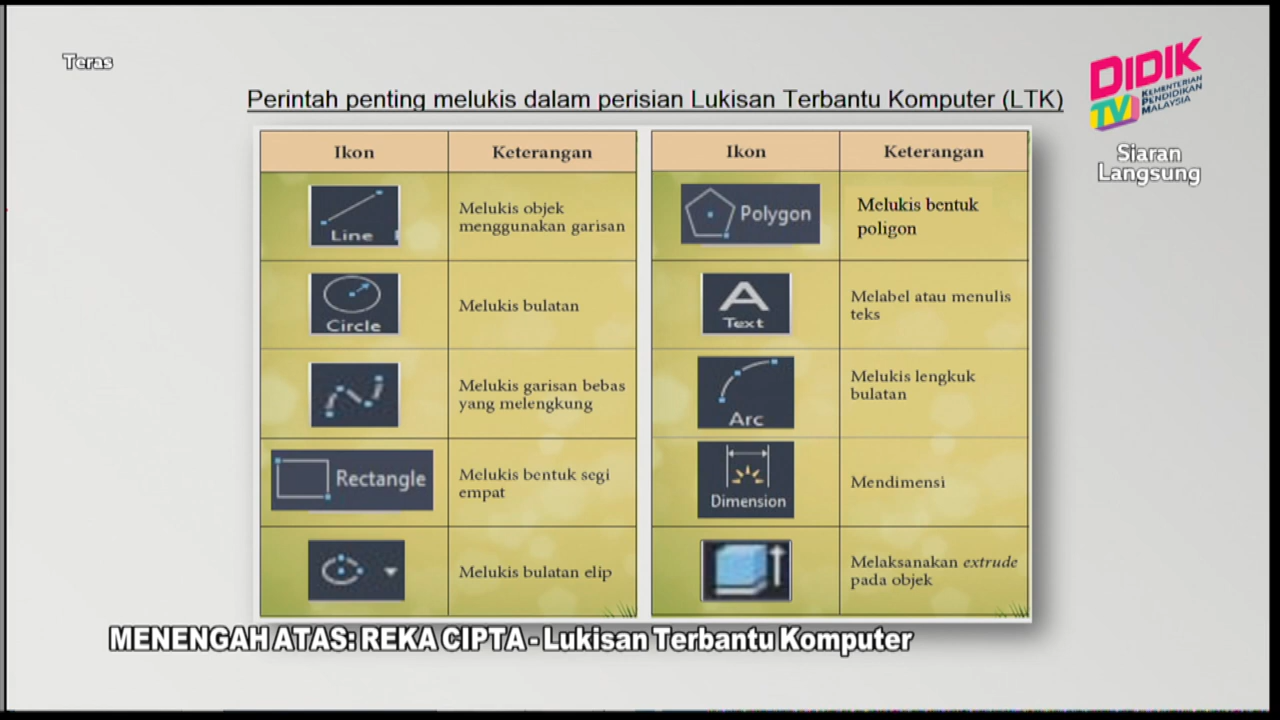 Teras
DIDIK
TV
KEMENTERIAN
PENDIDIKAN
MALAYSIA
Siaran
Langsung
Perintah penting melukis dalam perisian Lukisan Terbantu Komputer (LTK)
Ikon Keterangan
Line
Melukis objek
menggunakan garisan
Circle
Melukis bulatan
Melukis garisan bebas
yang melengkung
Rectangle
Melukis bentuk segi
empat
Melukis bulatan elip
Ikon Keterangan
Polygon
Melukis bentuk
poligon
A
Text
Melabel atau menulis
teks
Arc
Melukis lengkuk
bulatan
Dimension
Mendimensi
Melaksanakan extrude
pada objek
MENENGAH ATAS: REKA CIPTA - Lukisan Terbantu Komputer